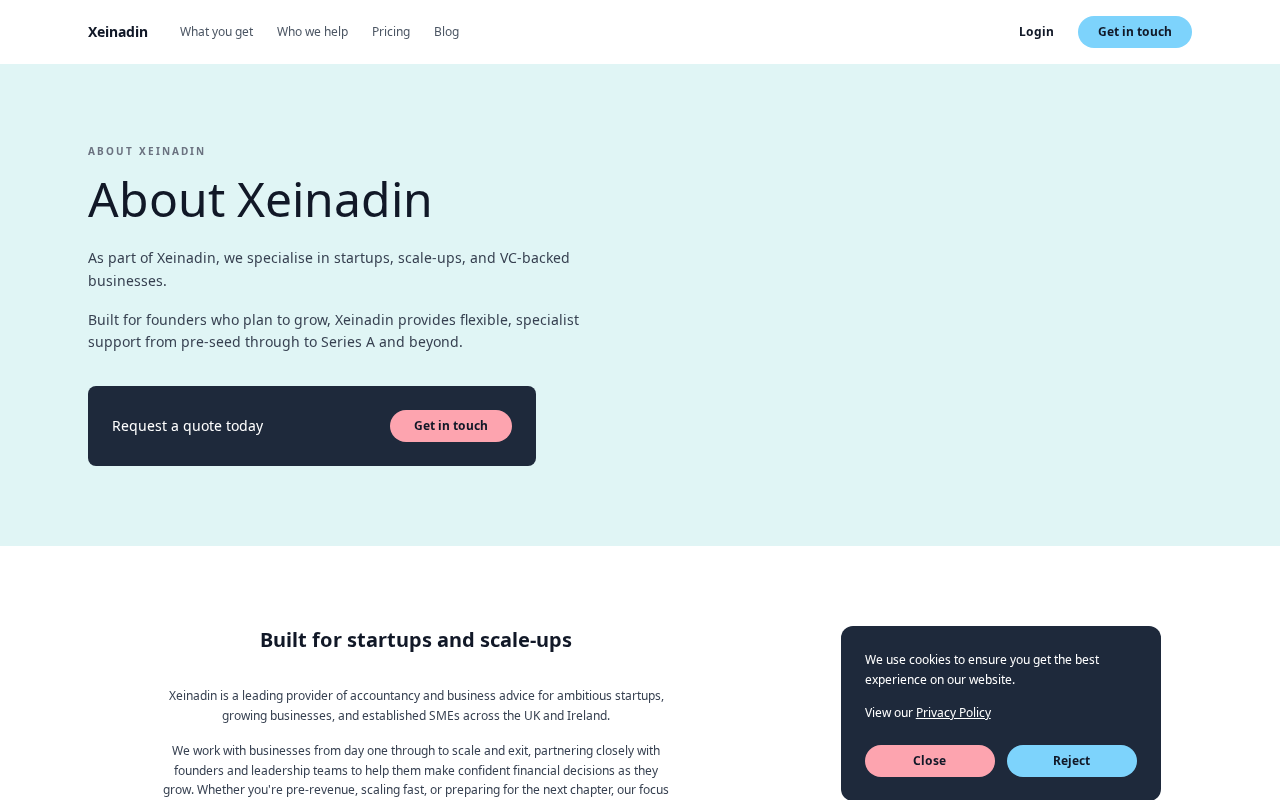 Xeinadin
What you get
Who we help
Pricing
Blog
Login
Get in touch
ABOUT XEINADIN
About Xeinadin
As part of Xeinadin, we specialise in startups, scale-ups, and VC-backed
businesses.
Built for founders who plan to grow, Xeinadin provides flexible, specialist
support from pre-seed through to Series A and beyond.
Request a quote today
Get in touch
Built for startups and scale-ups
Xeinadin is a leading provider of accountancy and business advice for ambitious startups,
growing businesses, and established SMEs across the UK and Ireland.
We work with businesses from day one through to scale and exit, partnering closely with
founders and leadership teams to help them make confident financial decisions as they
grow. Whether you're pre-revenue, scaling fast, or preparing for the next chapter, our focus
We use cookies to ensure you get the best
experience on our website.
View our Privacy Policy
Close
Reject